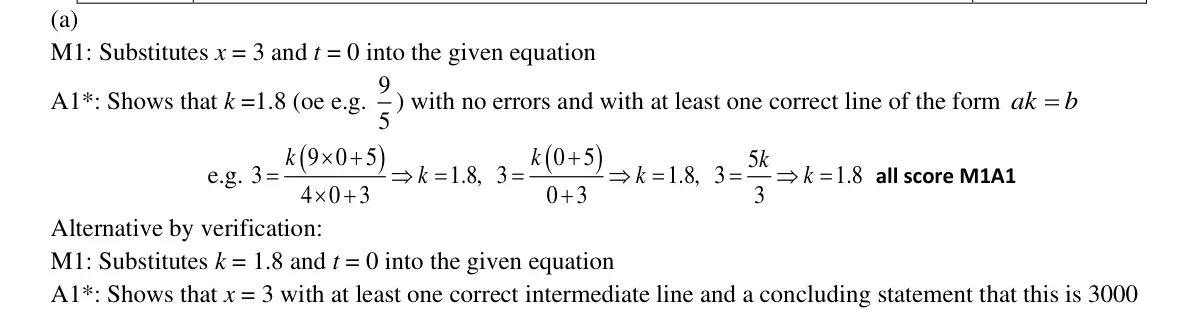 (a)
M1: Substitutes x = 3 and t = 0 into the given equation
A1*: Shows that k =1.8 (oe e.g. 9/5) with no errors and with at least one correct line of the form ak = b
e.g. 3 = k(9×0+5)/(4×0+3) ⇒ k = 1.8, 3 = k(0+5)/(0+3) ⇒ k = 1.8, 3 = 5k/3 ⇒ k = 1.8 all score M1A1
Alternative by verification:
M1: Substitutes k = 1.8 and t = 0 into the given equation
A1*: Shows that x = 3 with at least one correct intermediate line and a concluding statement that this is 3000